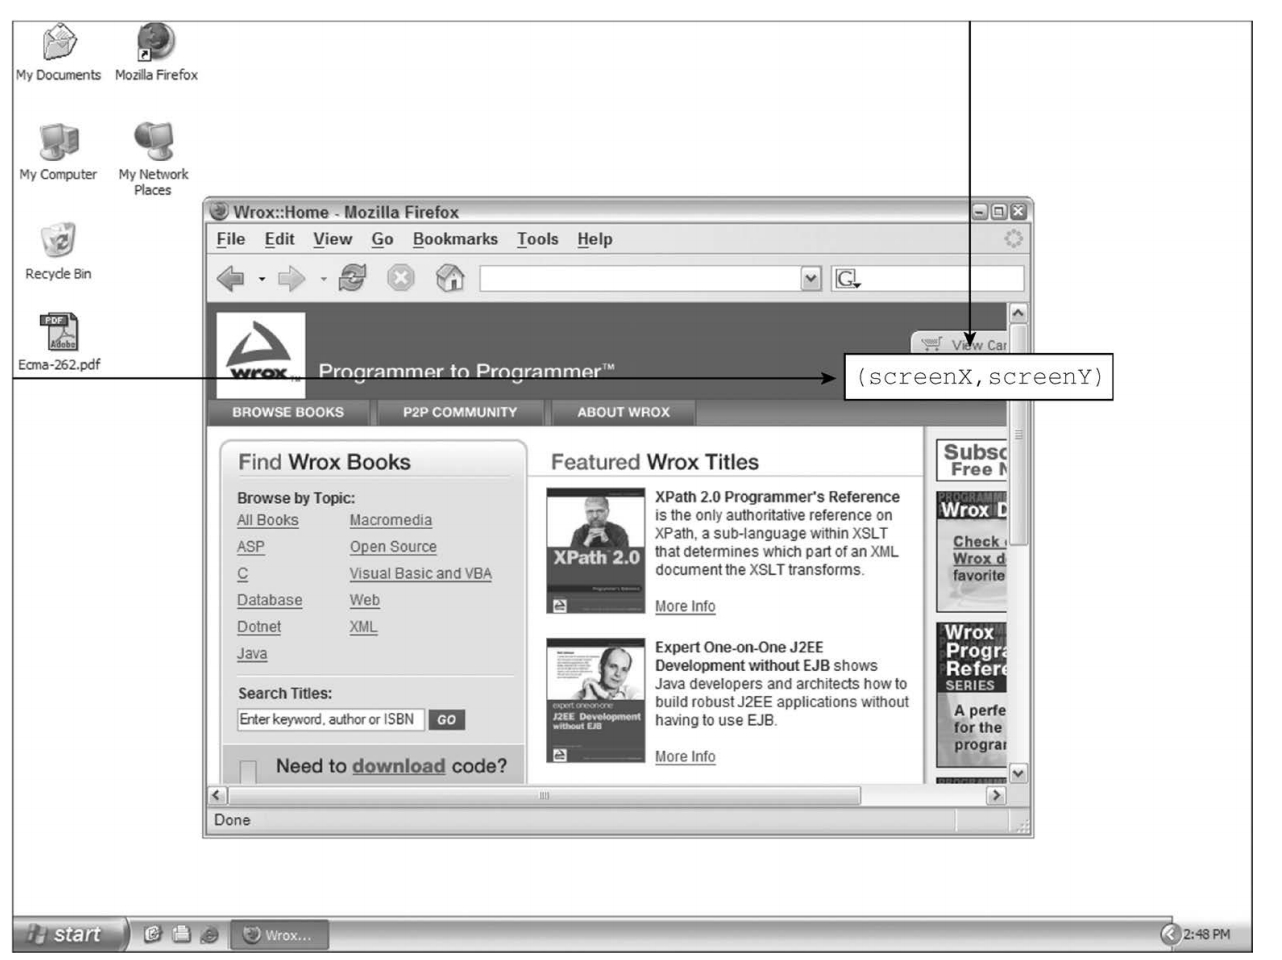 My Documents
Mozilla Firefox
My Computer
My Network
Places
Recycle Bin
Ecma-262.pdf
PDF
Adobe
Wrox::Home - Mozilla Firefox
File Edit View Go Bookmarks Tools Help
G
View Car
wrox™
Programmer to Programmer™
(screenX,screenY)
BROWSE BOOKS P2P COMMUNITY ABOUT WROX
Find Wrox Books
Browse by Topic:
All Books Macromedia
ASP Open Source
C Visual Basic and VBA
Database Web
Dotnet XML
Java
Search Titles:
Enter keyword, author or ISBN GO
Need to download code?
Featured Wrox Titles
XPath 2.0
XPath 2.0 Programmer's Reference
is the only authoritative reference on
XPath, a sub-language within XSLT
that determines which part of an XML
document the XSLT transforms.
More Info
expert one-on-one
J2EE Development
without EJB
Expert One-on-One J2EE
Development without EJB shows
Java developers and architects how to
build robust J2EE applications without
having to use EJB.
More Info
Subsc
Free N
Wrox D
Check
Wrox d
favorite
Wrox
Progra
Refere
SERIES
A perfe
for the
prograr
Done
start
Wrox...
2:48 PM